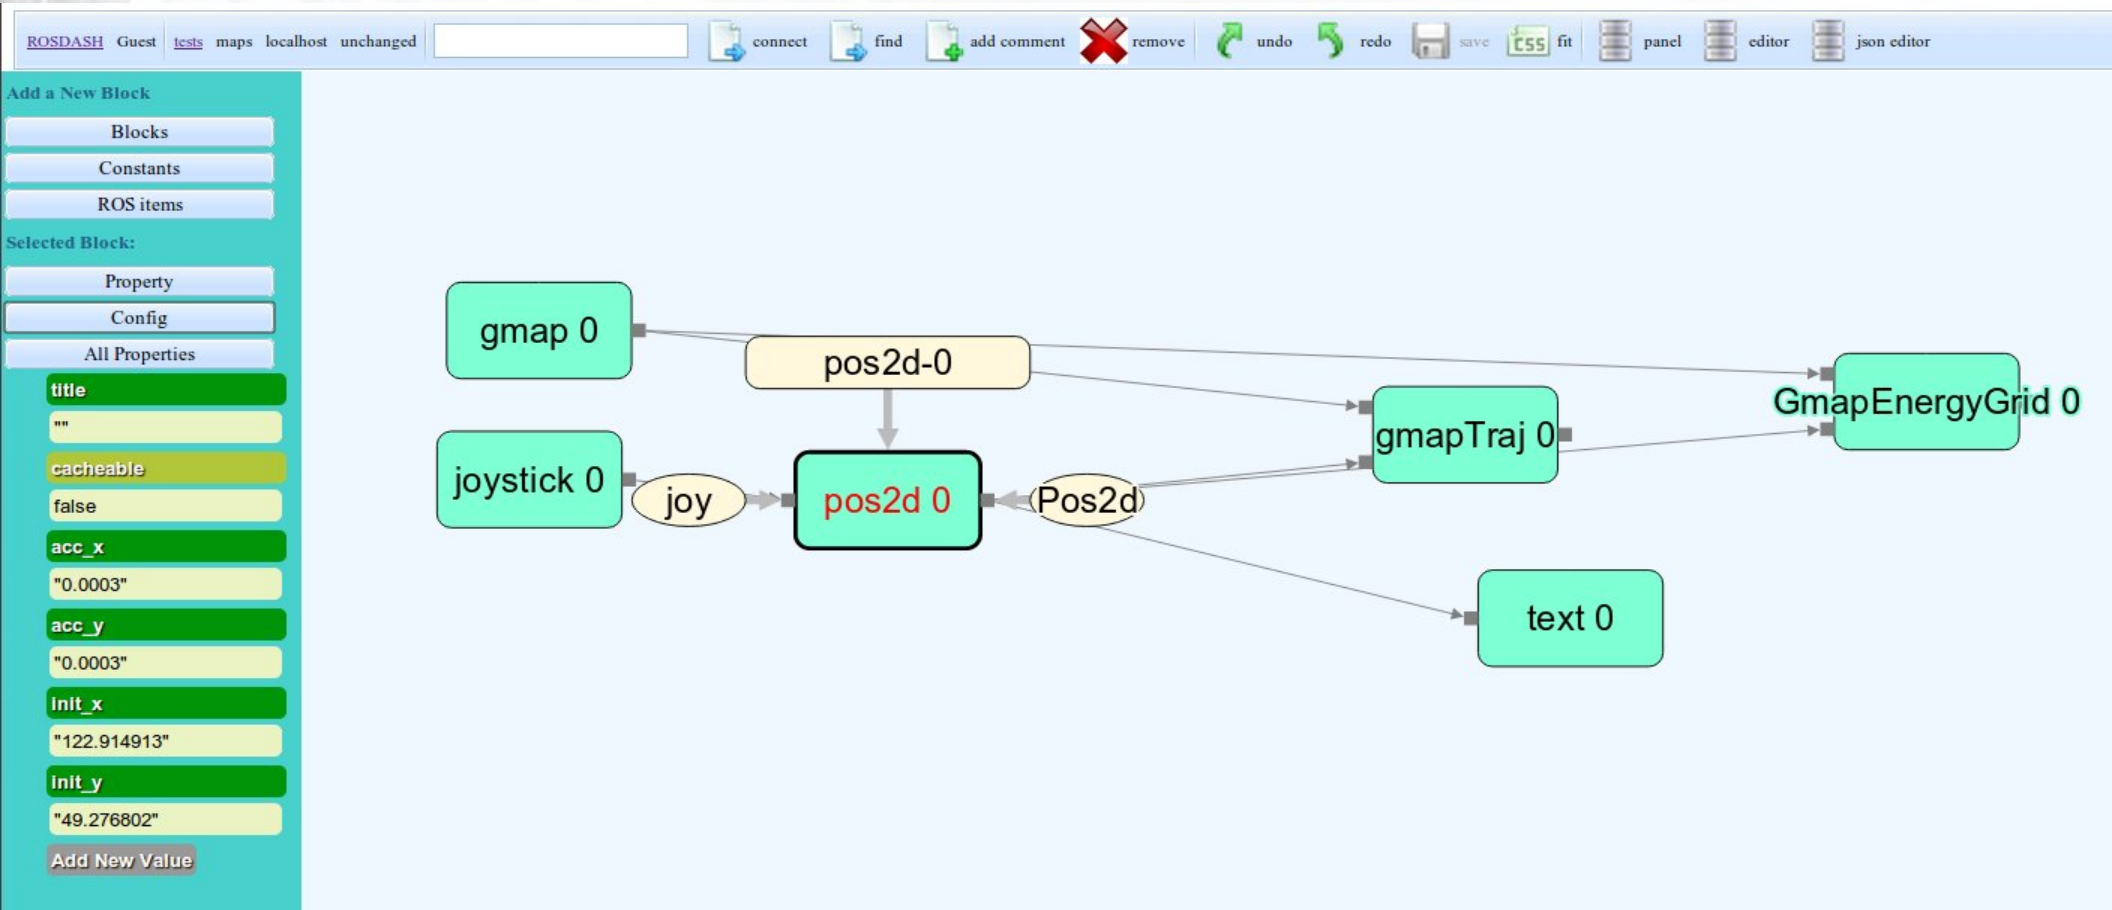 ROSDASH Guest tests maps localhost unchanged connect find add comment remove undo redo save CSS fit panel editor json editor
Add a New Block
Blocks
Constants
ROS items
Selected Block:
Property
Config
All Properties
title
""
cacheable
false
acc_x
"0.0003"
acc_y
"0.0003"
init_x
"122.914913"
init_y
"49.276802"
Add New Value
gmap 0
pos2d-0
joystick 0
joy
pos2d 0
Pos2d
gmapTraj 0
GmapEnergyGrid 0
text 0